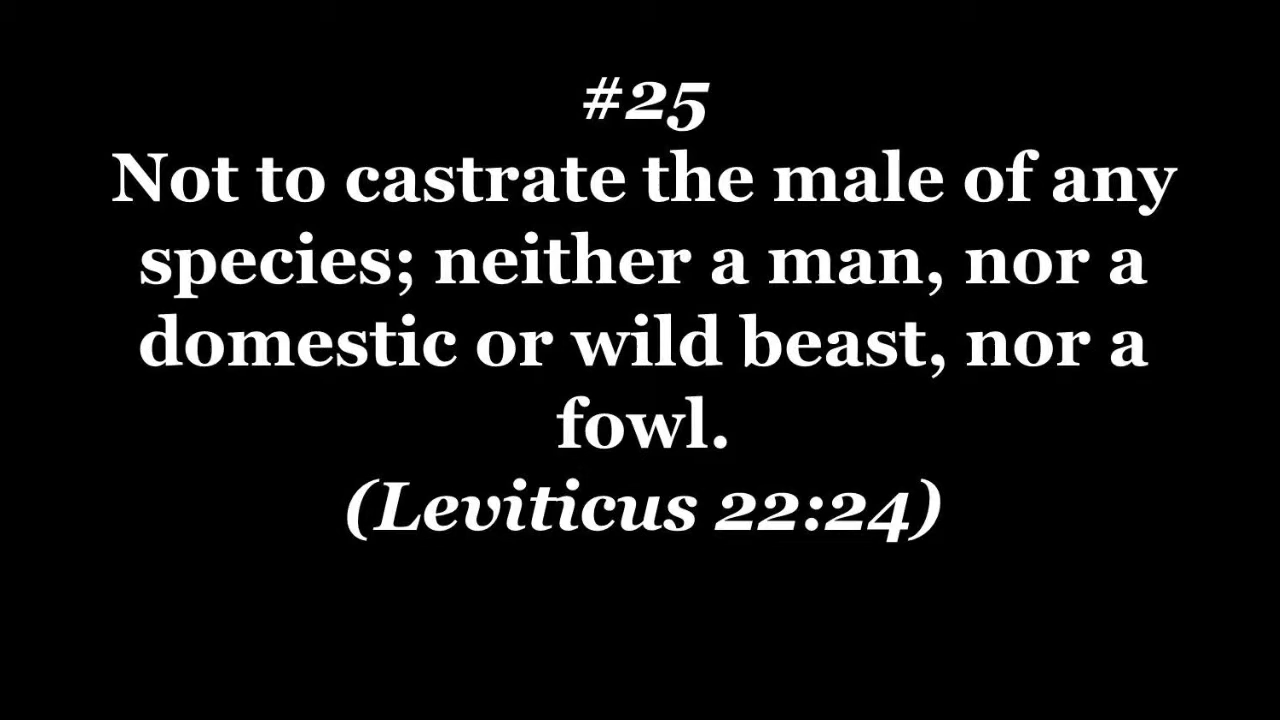 #25
Not to castrate the male of any
species; neither a man, nor a
domestic or wild beast, nor a
fowl.
(Leviticus 22:24)